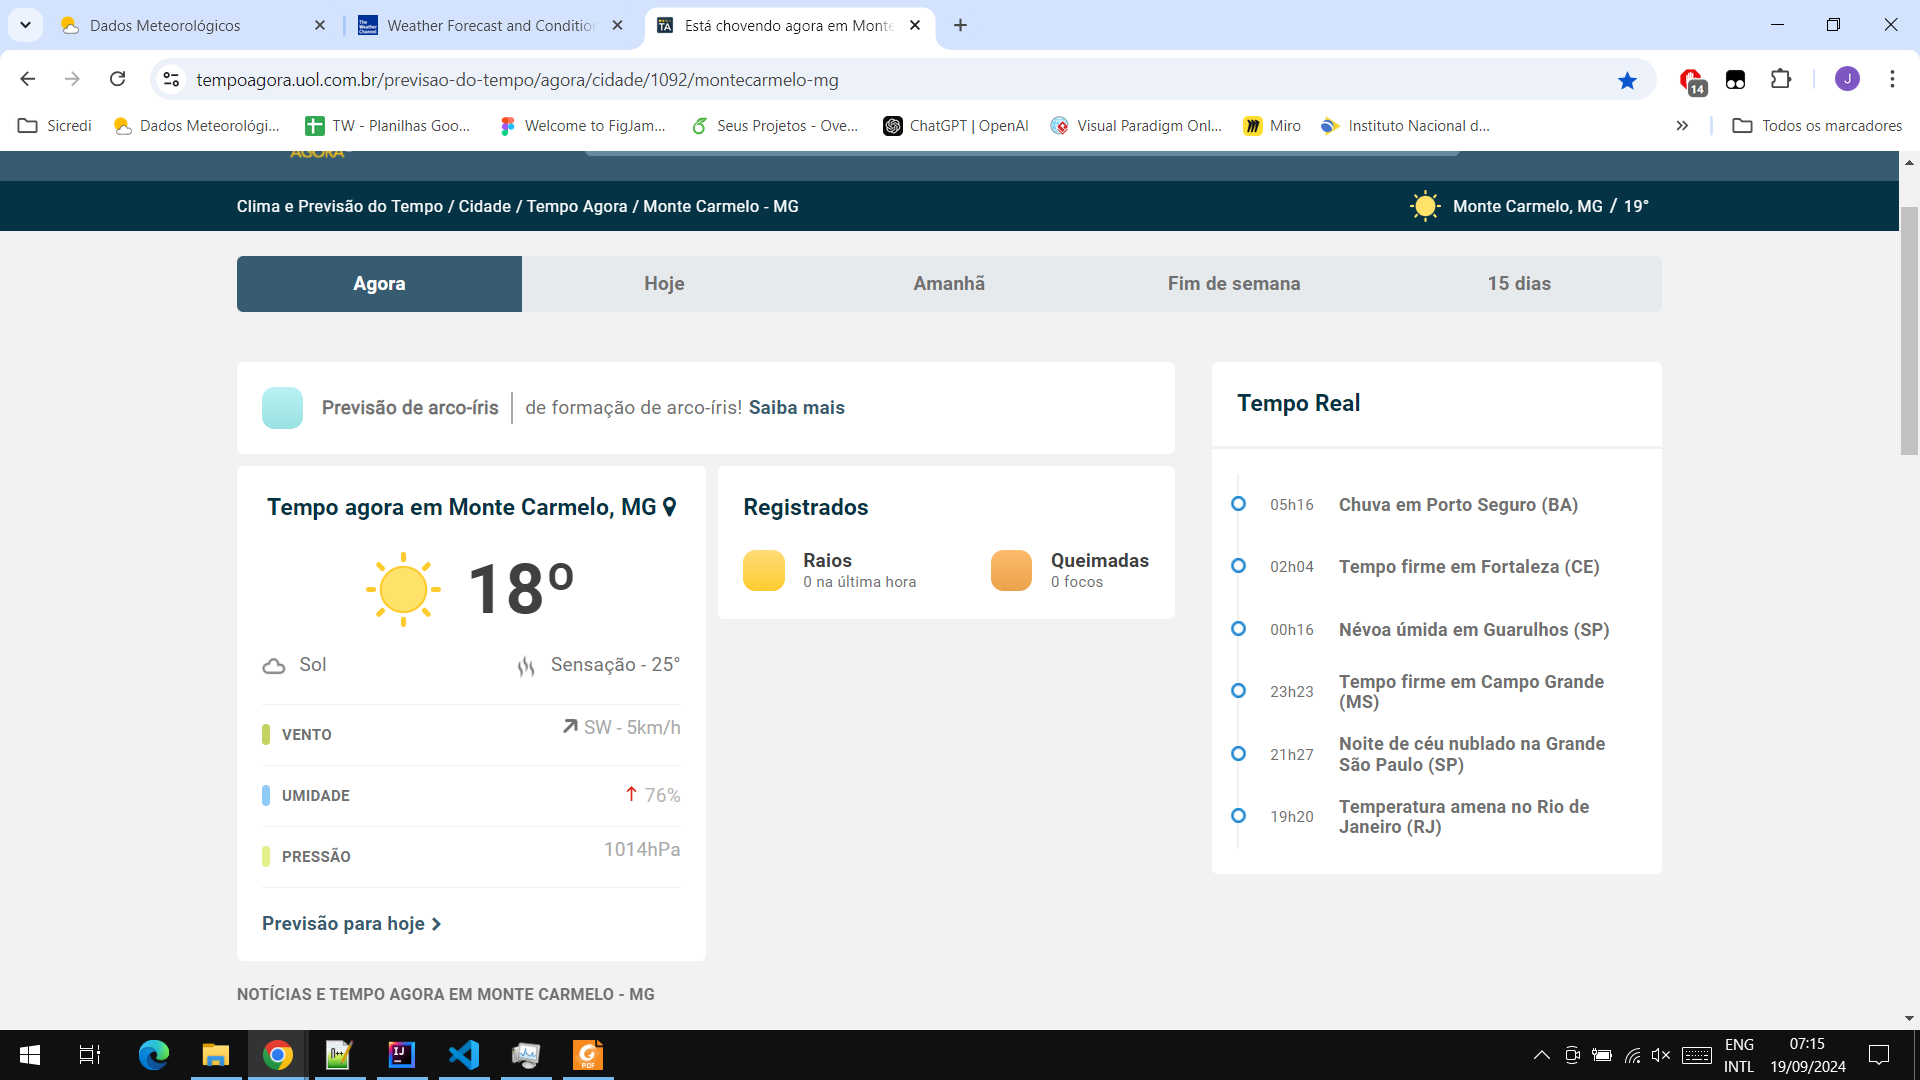 Dados Meteorológicos
Weather Forecast and Conditio
Está chovendo agora em Monte
tempoagora.uol.com.br/previsao-do-tempo/agora/cidade/1092/montecarmelo-mg
14
J
Sicredi
Dados Meteorológi...
TW - Planilhas Goo...
Welcome to FigJam...
Seus Projetos - Ove...
ChatGPT | OpenAI
Visual Paradigm Onl...
Miro
Instituto Nacional d...
Todos os marcadores
AGORA
Clima e Previsão do Tempo / Cidade / Tempo Agora / Monte Carmelo - MG
Monte Carmelo, MG / 19°
Agora
Hoje
Amanhã
Fim de semana
15 dias
Previsão de arco-íris
de formação de arco-íris! Saiba mais
Tempo agora em Monte Carmelo, MG
18º
Sol
Sensação - 25°
VENTO
SW - 5km/h
UMIDADE
76%
PRESSÃO
1014hPa
Previsão para hoje
Registrados
Raios
0 na última hora
Queimadas
0 focos
Tempo Real
05h16
Chuva em Porto Seguro (BA)
02h04
Tempo firme em Fortaleza (CE)
00h16
Névoa úmida em Guarulhos (SP)
23h23
Tempo firme em Campo Grande
(MS)
21h27
Noite de céu nublado na Grande
São Paulo (SP)
19h20
Temperatura amena no Rio de
Janeiro (RJ)
NOTÍCIAS E TEMPO AGORA EM MONTE CARMELO - MG
ENG
INTL
07:15
19/09/2024